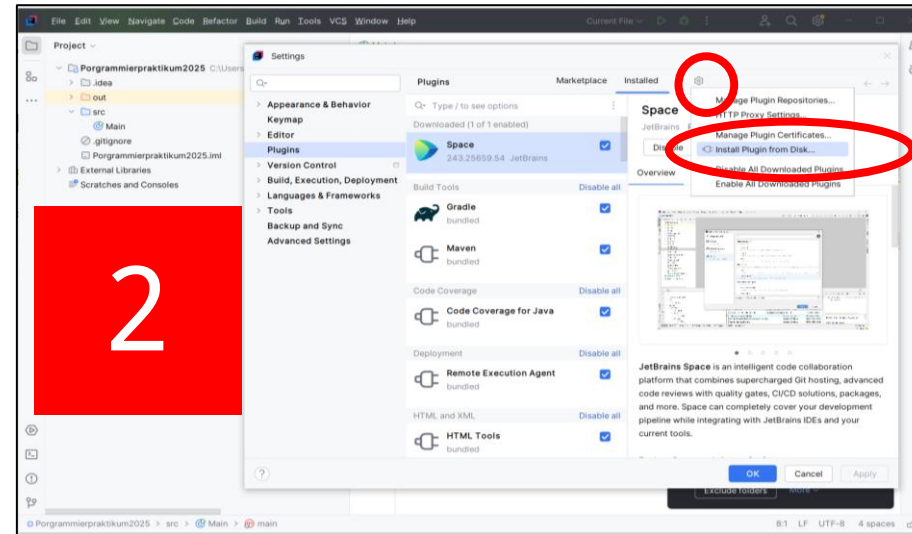 File Edit View Navigate Code Refactor Build Run Tools VCS Window Help
Current File
Project
Porgrammierpraktikum2025 C:\Users
.idea
out
src
Main
.gitignore
Porgrammierpraktikum2025.iml
External Libraries
Scratches and Consoles
2
Settings
Appearance & Behavior
Keymap
Editor
Plugins
Version Control
Build, Execution, Deployment
Languages & Frameworks
Tools
Backup and Sync
Advanced Settings
Plugins Marketplace Installed
Type / to see options
Downloaded (1 of 1 enabled)
Space
243.25659.54 JetBrains
Build Tools Disable all
Gradle
bundled
Maven
bundled
Code Coverage Disable all
Code Coverage for Java
bundled
Deployment Disable all
Remote Execution Agent
bundled
HTML and XML Disable all
HTML Tools
bundled
Manage Plugin Repositories...
HTTP Proxy Settings...
Manage Plugin Certificates...
Install Plugin from Disk...
Disable All Downloaded Plugins
Enable All Downloaded Plugins
Space
JetBrains
Overview
JetBrains Space is an intelligent code collaboration
platform that combines supercharged Git hosting, advanced
code reviews with quality gates, CI/CD solutions, packages,
and more. Space can completely cover your development
pipeline while integrating with JetBrains IDEs and your
current tools.
? OK Cancel Apply
Exclude folders More
Porgrammierpraktikum2025 > src > Main > main
8:1 LF UTF-8 4 spaces